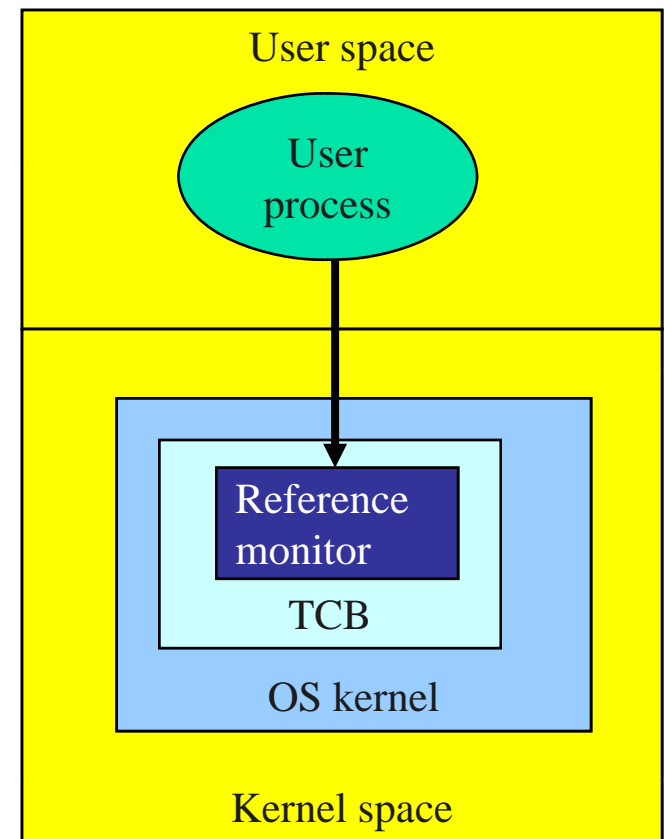 User space
User
process
Reference
monitor
TCB
OS kernel
Kernel space